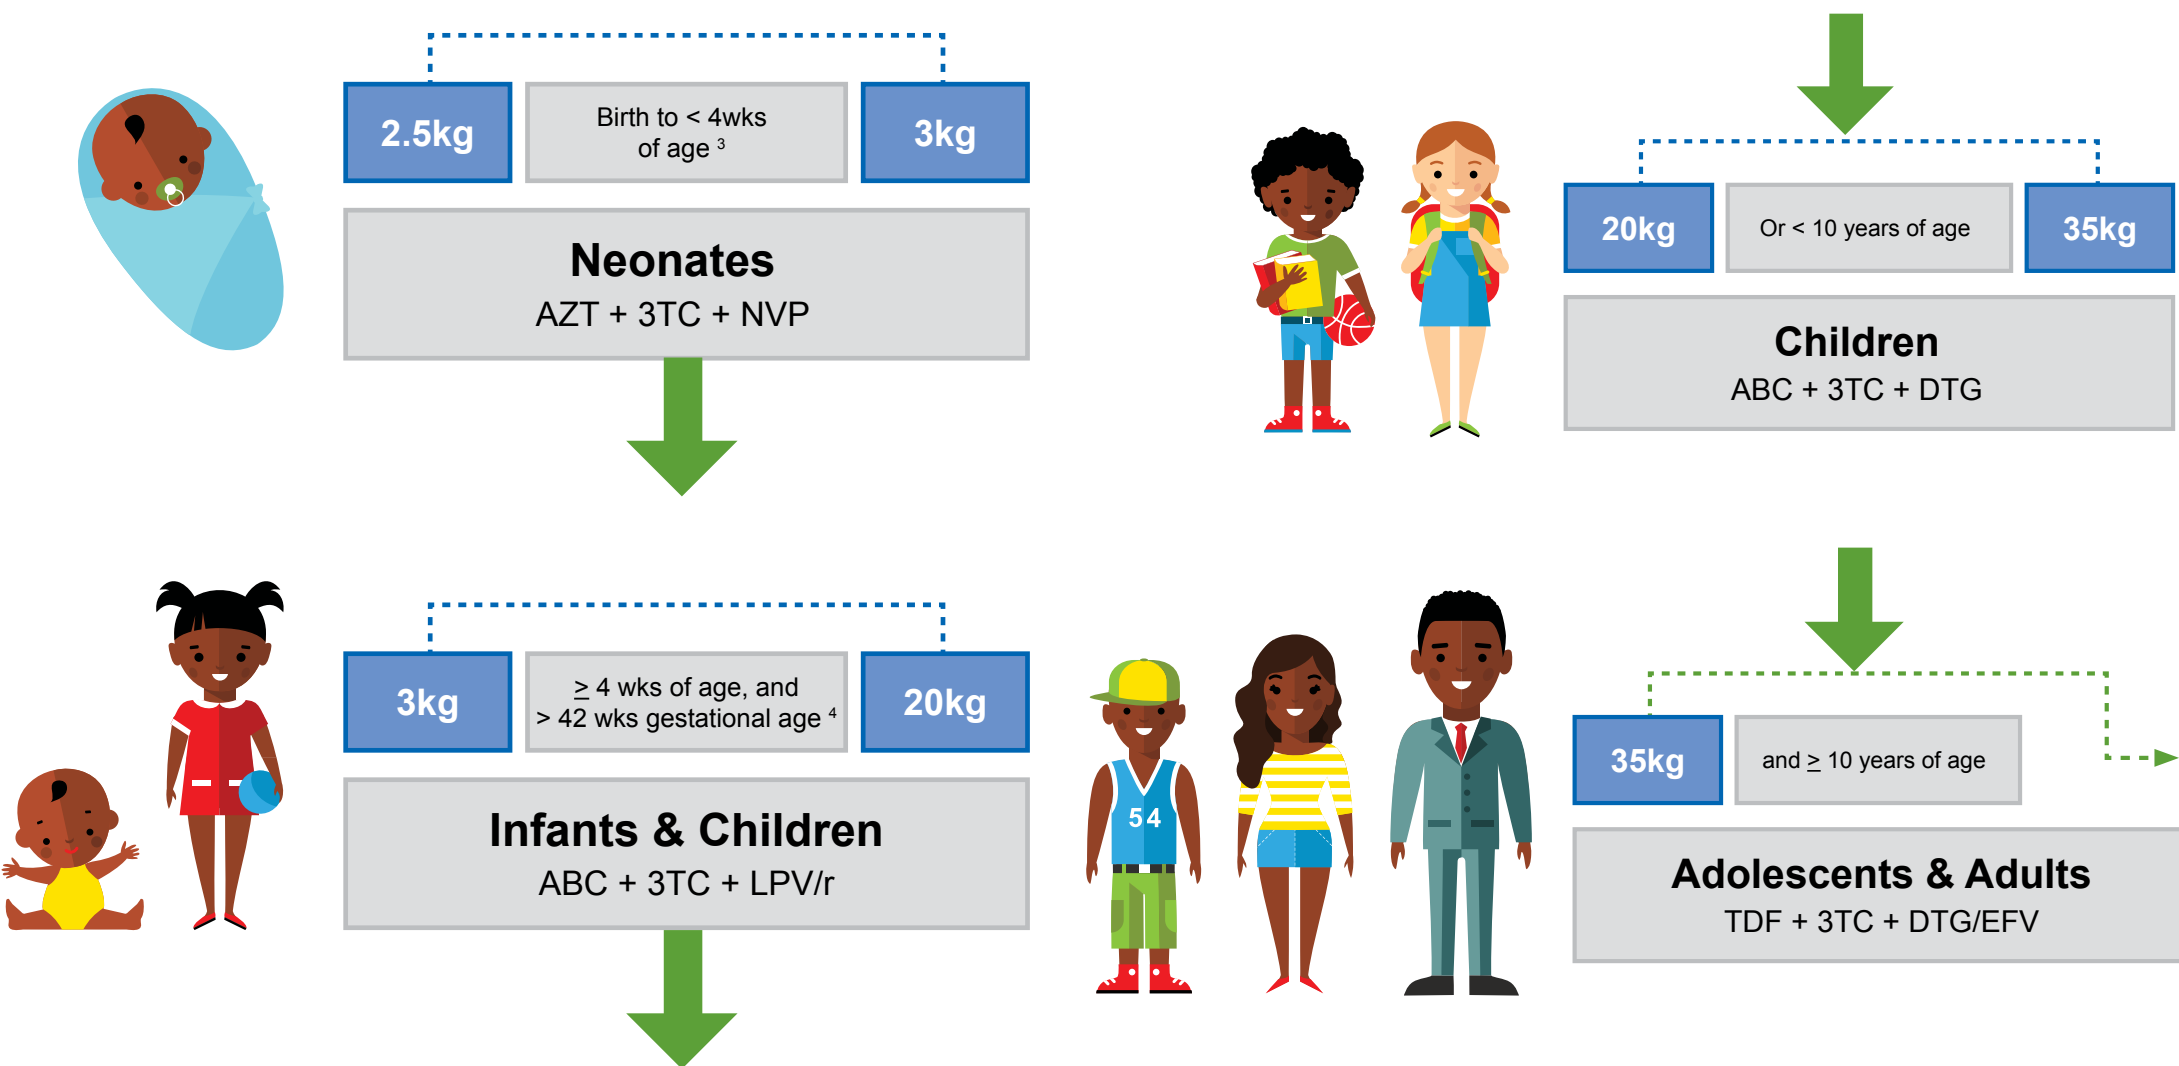 2.5kg
Birth to < 4wks
of age 3
3kg
Neonates
AZT + 3TC + NVP
3kg
≥ 4 wks of age, and
> 42 wks gestational age 4
20kg
Infants & Children
ABC + 3TC + LPV/r
20kg
Or < 10 years of age
35kg
Children
ABC + 3TC + DTG
54
35kg
and ≥ 10 years of age
Adolescents & Adults
TDF + 3TC + DTG/EFV